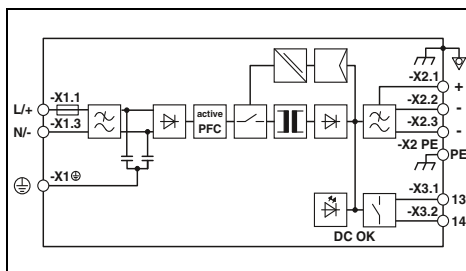 L/+
-X1.1
N/-
-X1.3
-X1
active
PFC
-X2.1
+
-X2.2
-
-X2.3
-
-X2 PE
PE
-X3.1
13
-X3.2
14
DC OK